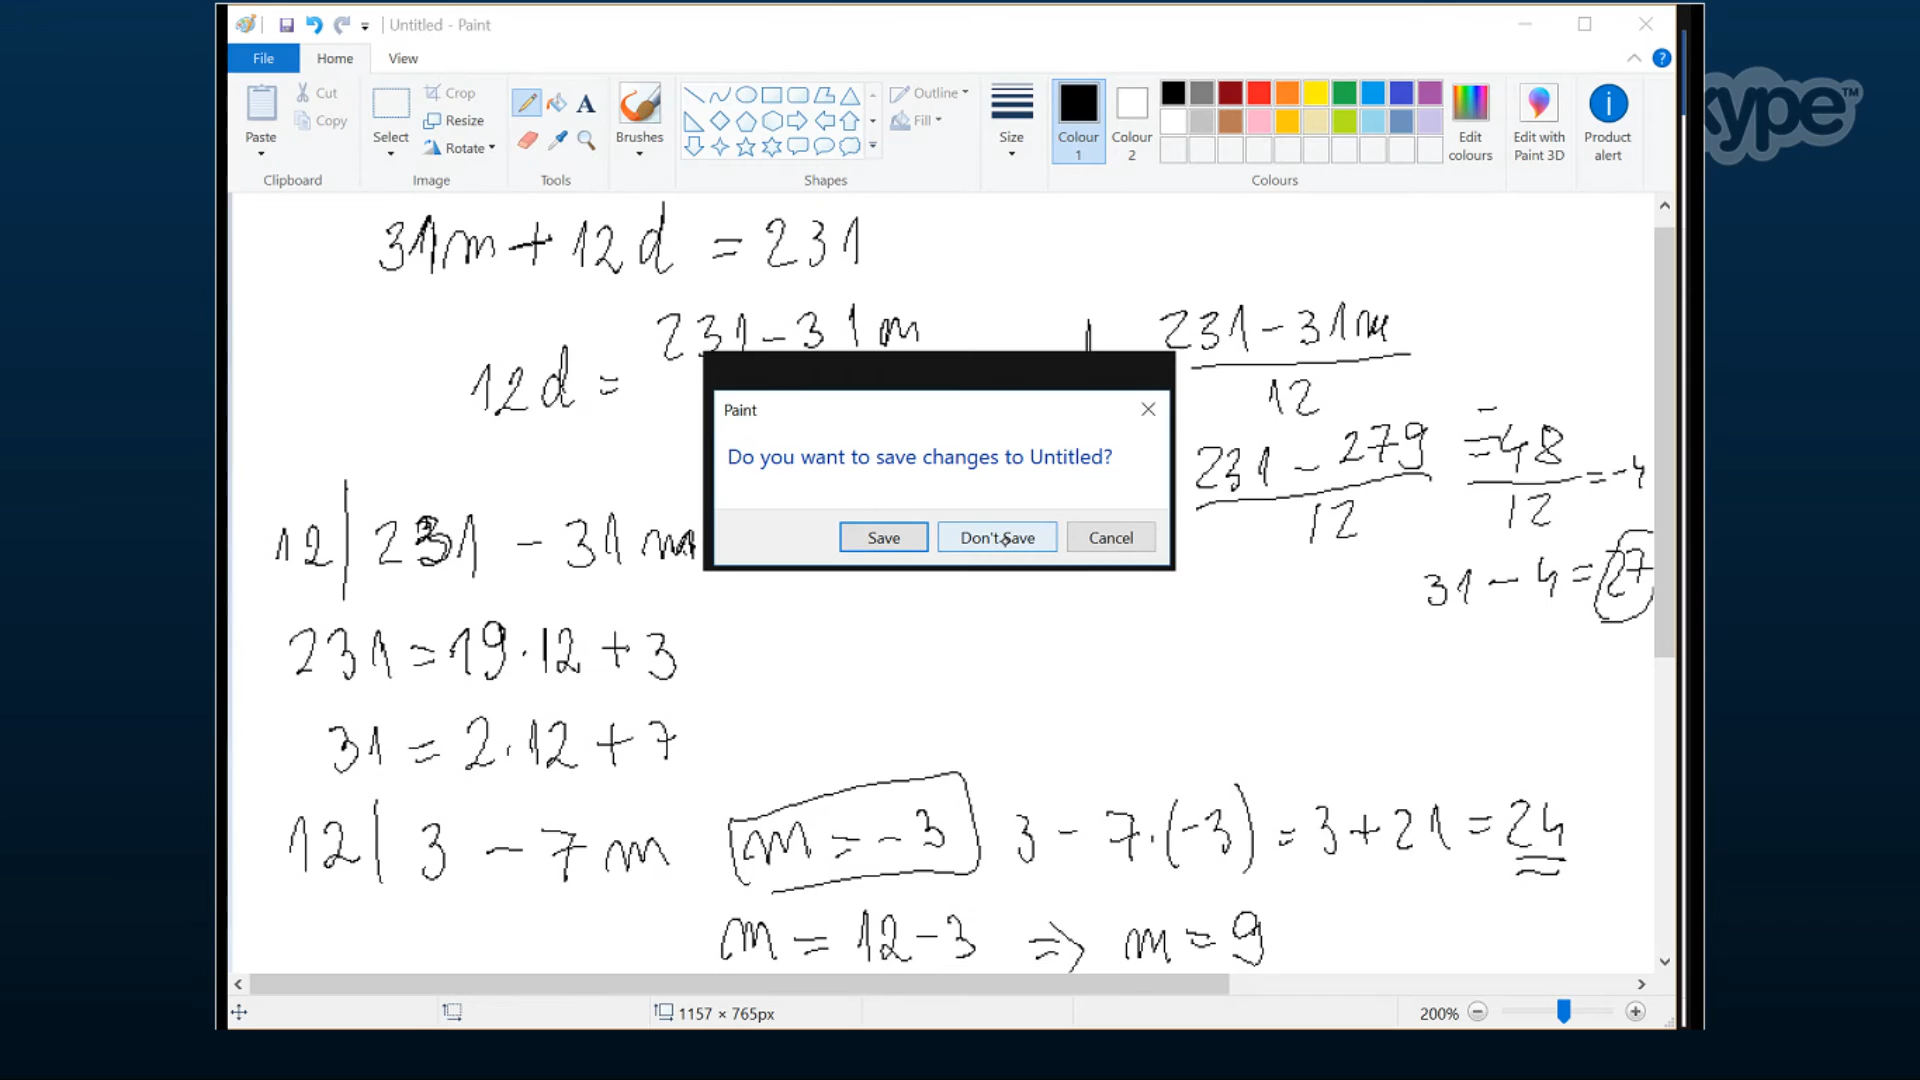 Untitled - Paint
File Home View
Paste
Cut
Copy
Clipboard
Select
Crop
Resize
Rotate
Image
A
Tools
Brushes
Outline
Fill
Shapes
Size
Colour 1
Colour 2
Edit colours
Colours
Edit with Paint 3D
Product alert
kype™
31m + 12d = 231
12d = 231 - 31m
231 - 31m
12
231 - 279
12
= -48
12
= -4
31 - 4 = 27
Paint
Do you want to save changes to Untitled?
Save Don't Save Cancel
12 | 231 - 31m
231 = 19·12 + 3
31 = 2·12 + 7
12 | 3 - 7m
m = -3
3 - 7·(-3) = 3 + 21 = 24
m = 12 - 3 => m = 9
1157 × 765px
200%